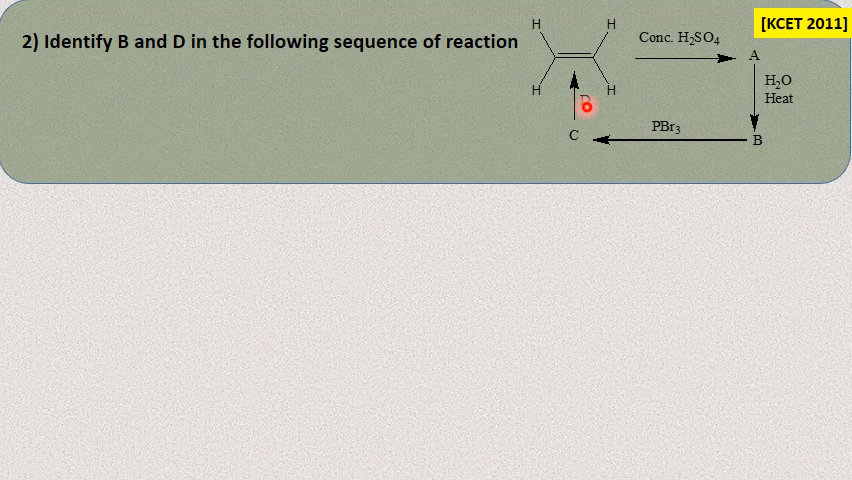 [KCET 2011]
2) Identify B and D in the following sequence of reaction
H H
Conc. H₂SO₄
A
H H
H₂O
Heat
D
C
PBr₃
B